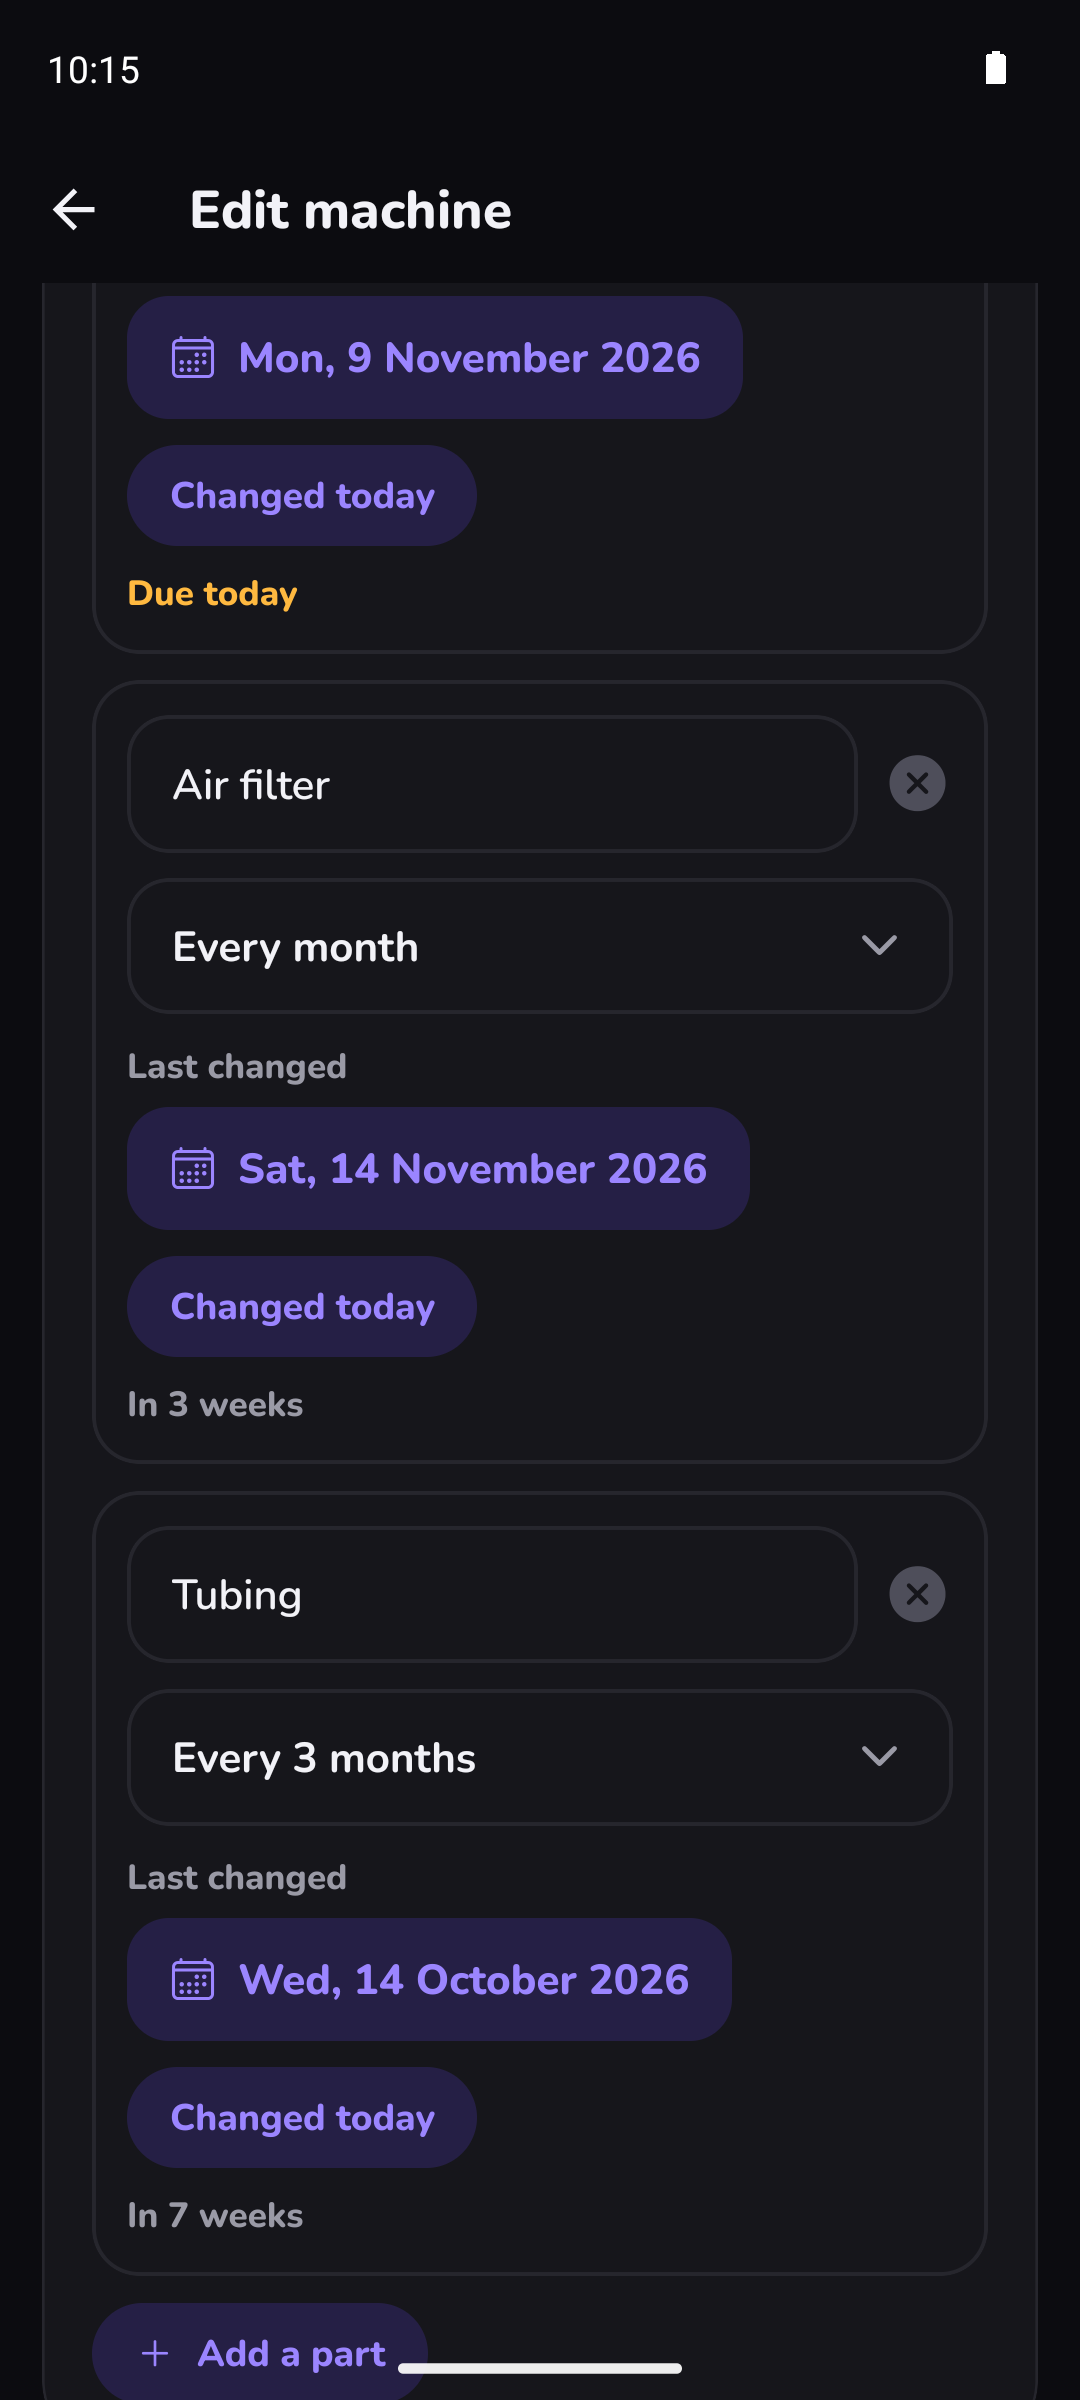 10:15
Edit machine
Mon, 9 November 2026
Changed today
Due today
Air filter
Every month
Last changed
Sat, 14 November 2026
Changed today
In 3 weeks
Tubing
Every 3 months
Last changed
Wed, 14 October 2026
Changed today
In 7 weeks
Add a part